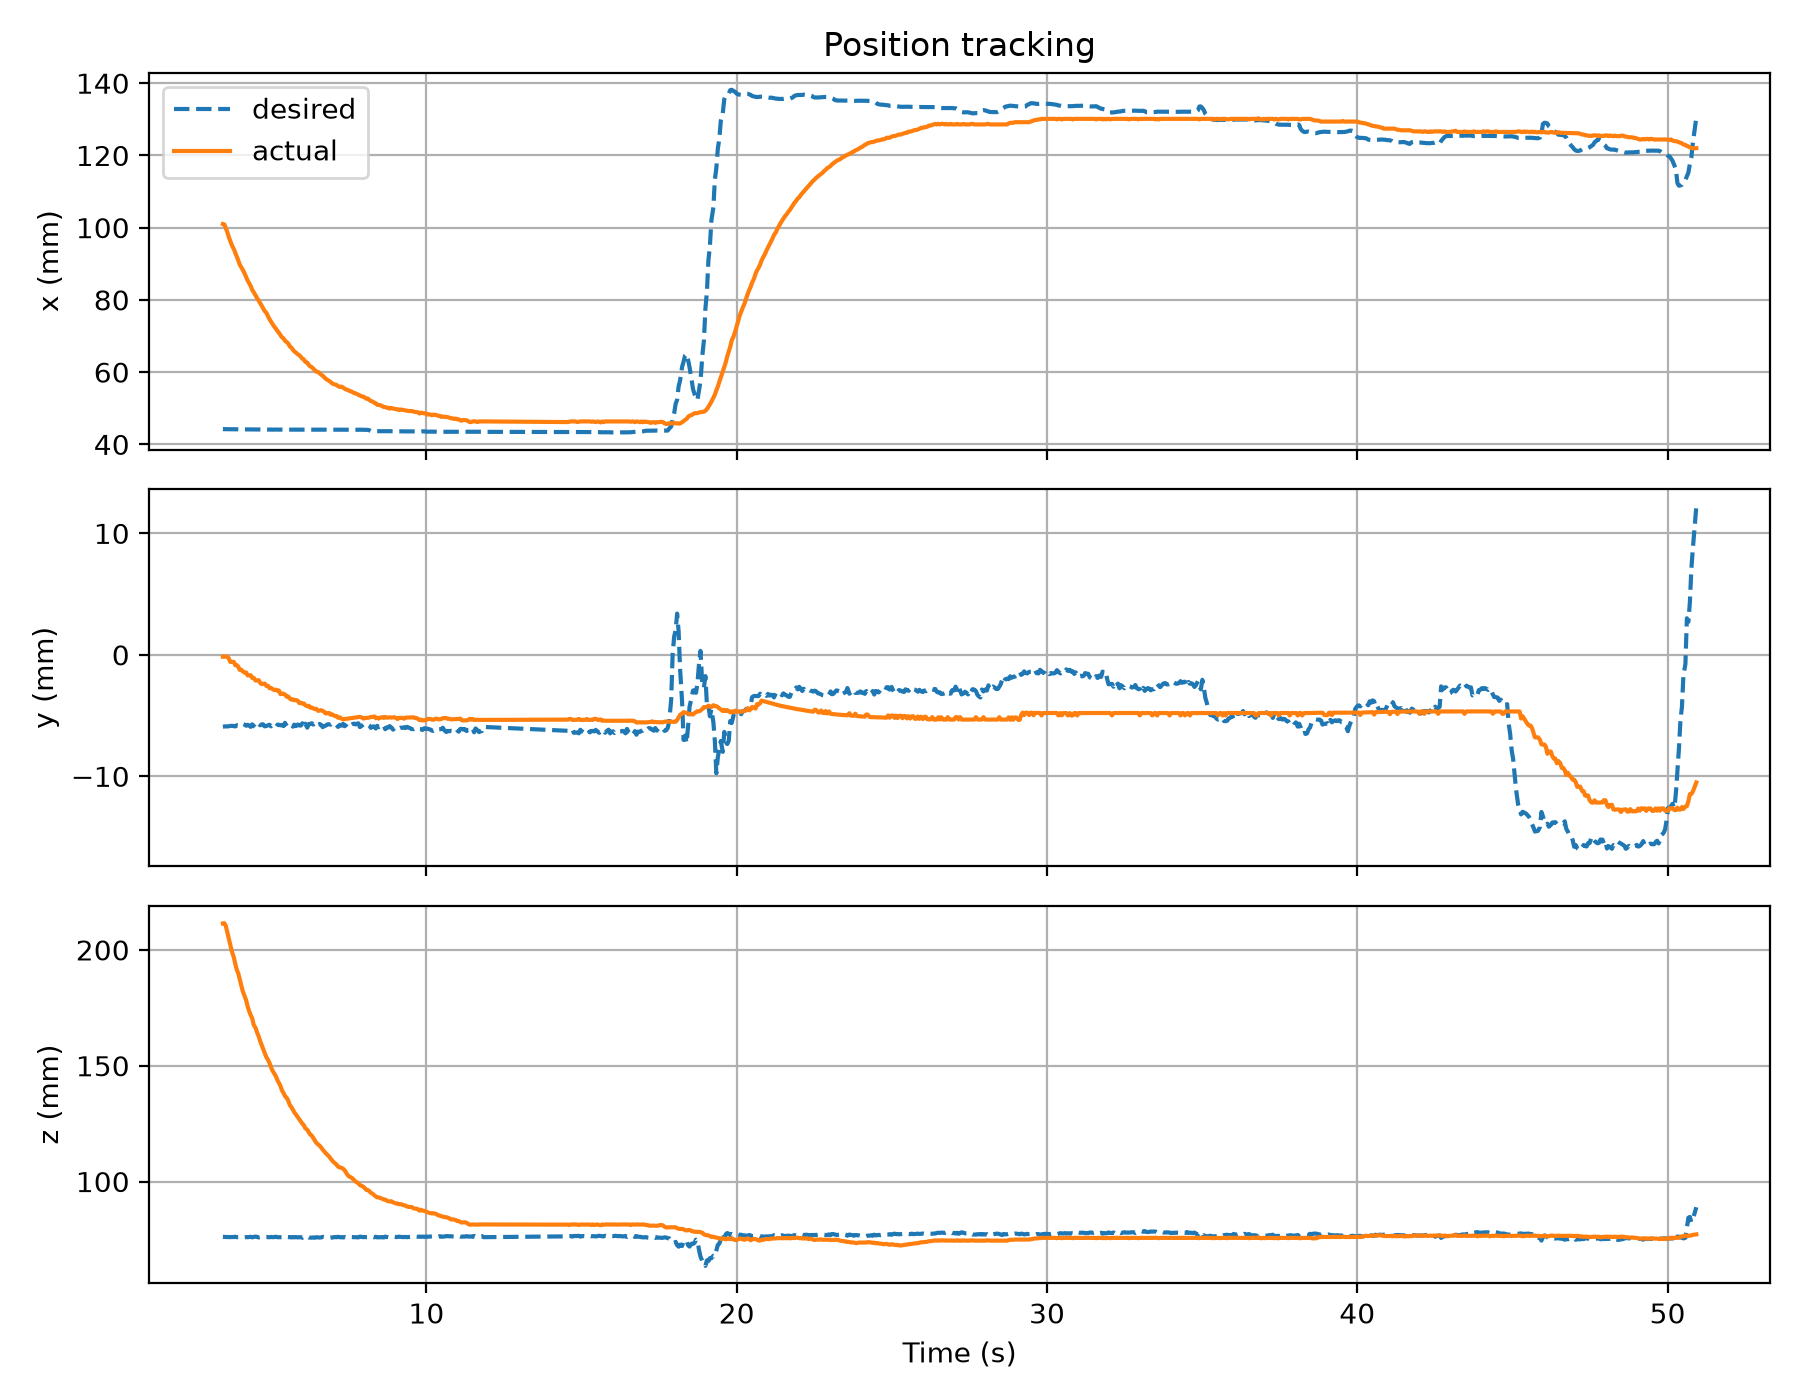 Position tracking
desired
actual
x (mm)
140
120
100
80
60
40
y (mm)
10
0
−10
z (mm)
200
150
100
10 20 30 40 50
Time (s)